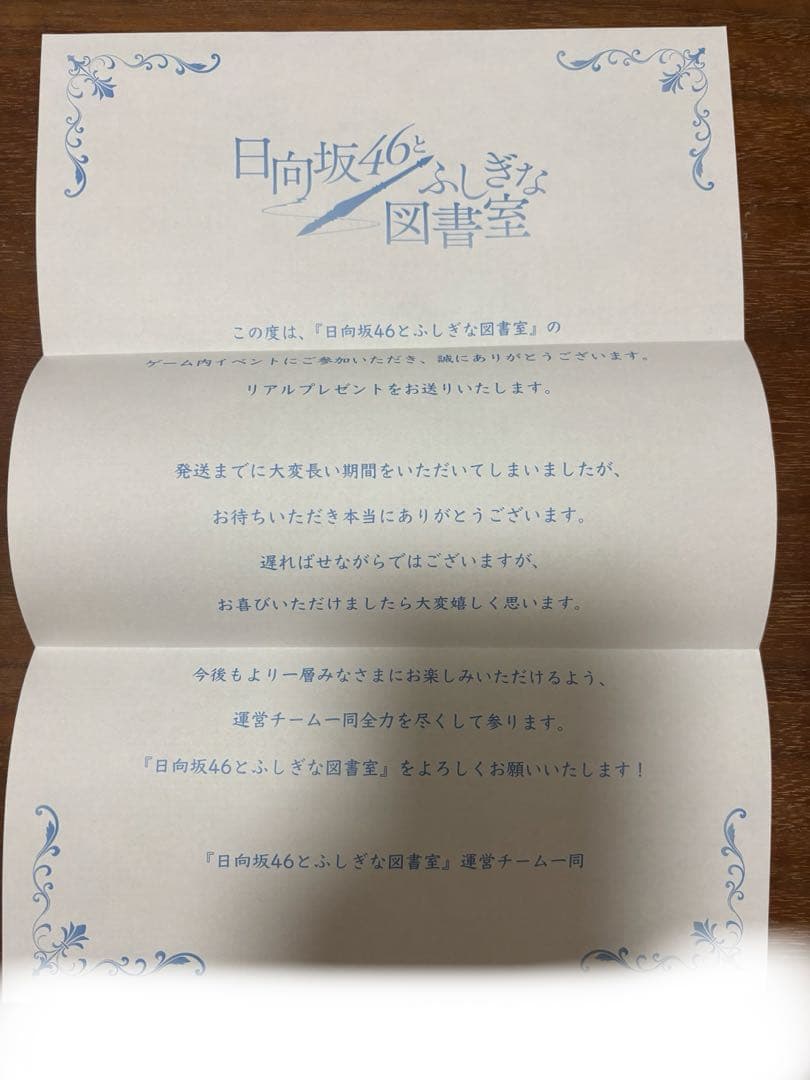 日向坂46と
ふしぎな
図書室
この度は、『日向坂46とふしぎな図書室』の
ゲーム内イベントにご参加いただき、誠にありがとうございます。
リアルプレゼントをお送りいたします。
発送までに大変長い期間をいただいてしまいましたが、
お待ちいただき本当にありがとうございます。
遅ればせながらではございますが、
お喜びいただけましたら大変嬉しく思います。
今後もより一層みなさまにお楽しみいただけるよう、
運営チーム一同全力を尽くして参ります。
『日向坂46とふしぎな図書室』をよろしくお願いいたします！
『日向坂46とふしぎな図書室』運営チーム一同